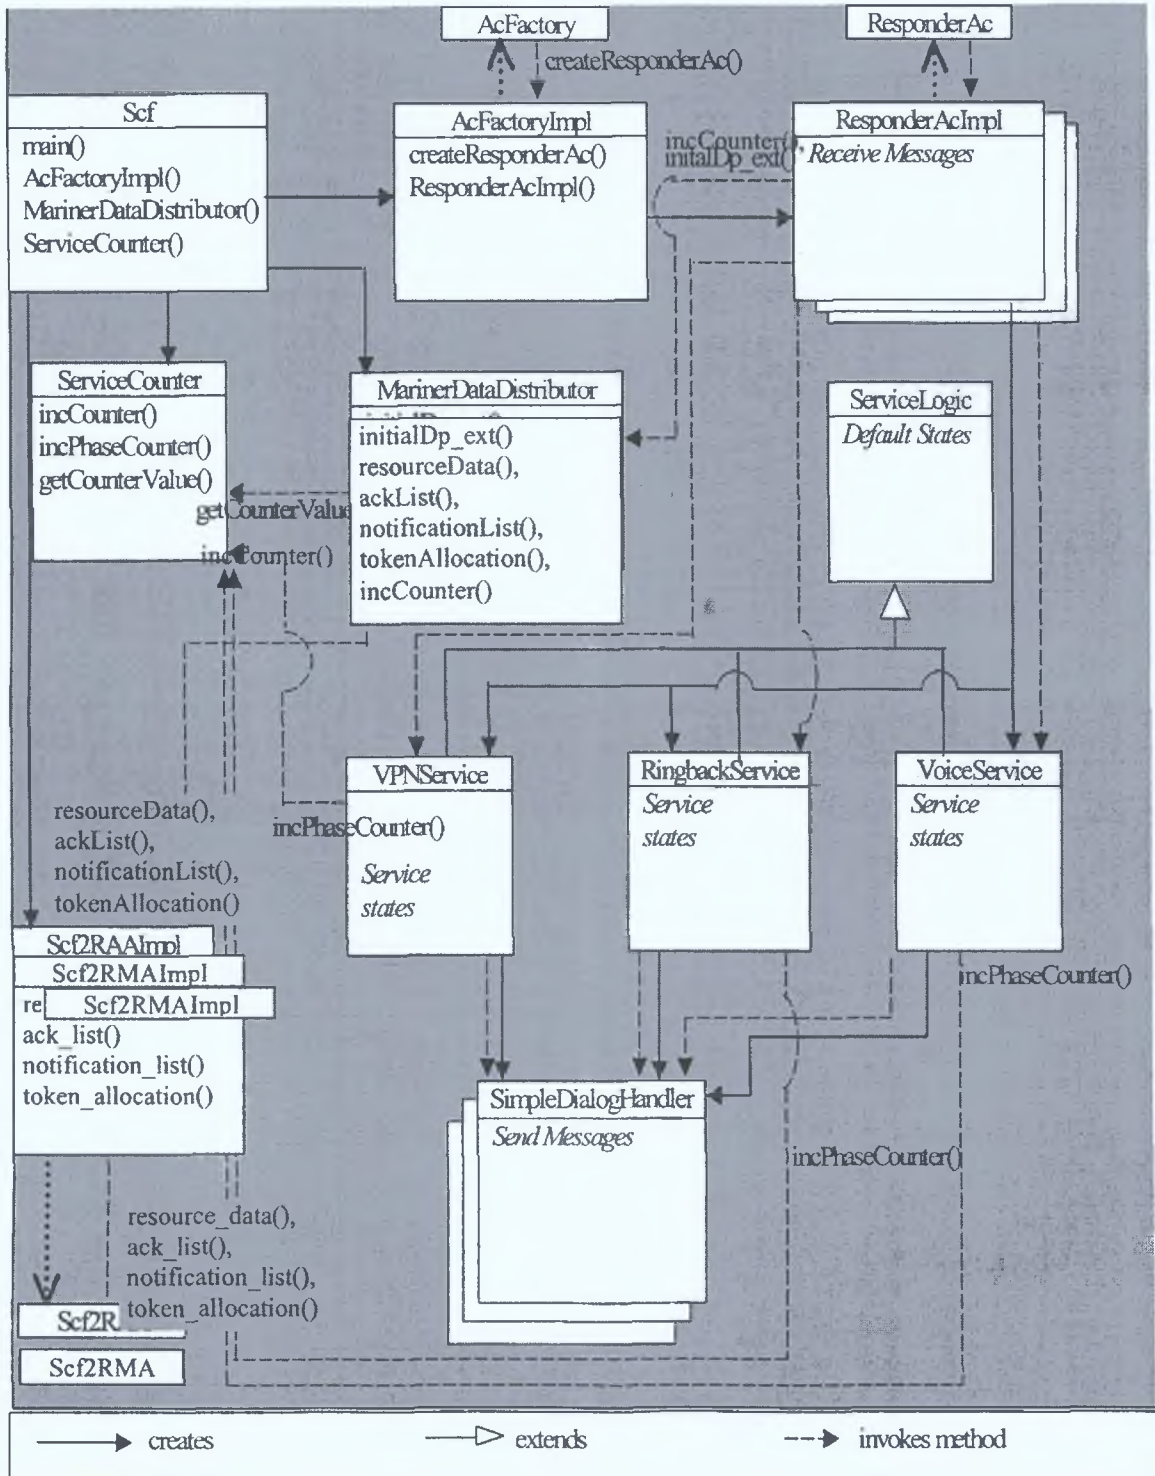 AcFactory
ResponderAc
createResponderAc()
Scf
main()
AcFactoryImpl()
MarinerDataDistributor()
ServiceCounter()
AcFactoryImpl
createResponderAc()
ResponderAcImpl()
incCounter(),
initalDp_ext()
ResponderAcImpl
Receive Messages
ServiceCounter
incCounter()
incPhaseCounter()
getCounterValue()
MarinerDataDistributor
initialDp_ext()
resourceData(),
ackList(),
notificationList(),
tokenAllocation(),
incCounter()
ServiceLogic
Default States
getCounterValue
incCounter()
VPNService
incPhaseCounter()
Service
states
RingbackService
Service
states
VoiceService
Service
states
resourceData(),
ackList(),
notificationList(),
tokenAllocation()
Scf2RAAImpl
Scf2RMAImpl
re
Scf2RMAImpl
ack_list()
notification_list()
token_allocation()
incPhaseCounter()
SimpleDialogHandler
Send Messages
incPhaseCounter()
resource_data(),
ack_list(),
notification_list(),
token_allocation()
Scf2R
Scf2RMA
creates
extends
invokes method